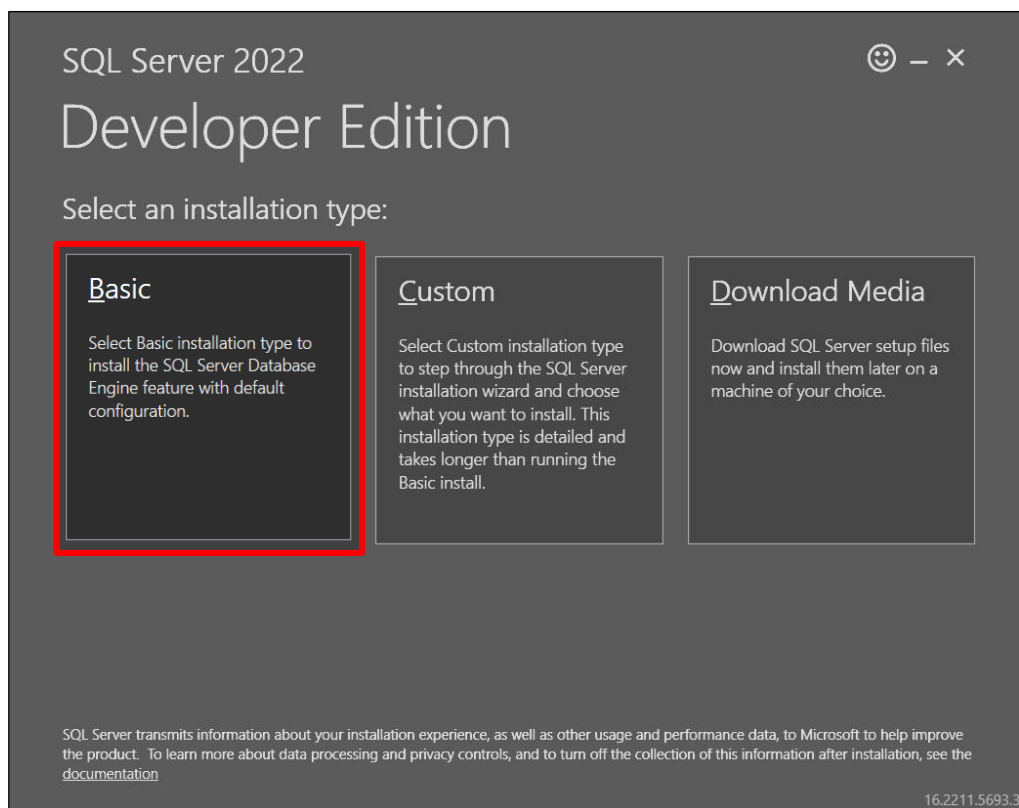 SQL Server 2022
Developer Edition
Select an installation type:
Basic
Select Basic installation type to
install the SQL Server Database
Engine feature with default
configuration.
Custom
Select Custom installation type
to step through the SQL Server
installation wizard and choose
what you want to install. This
installation type is detailed and
takes longer than running the
Basic install.
Download Media
Download SQL Server setup files
now and install them later on a
machine of your choice.
SQL Server transmits information about your installation experience, as well as other usage and performance data, to Microsoft to help improve
the product. To learn more about data processing and privacy controls, and to turn off the collection of this information after installation, see the
documentation
16.2211.5693.3